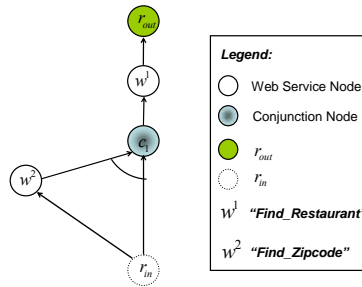 r_out
w^1
c_1
w^2
r_in
Legend:
Web Service Node
Conjunction Node
r_out
r_in
w^1 “Find_Restaurant”
w^2 “Find_Zipcode”